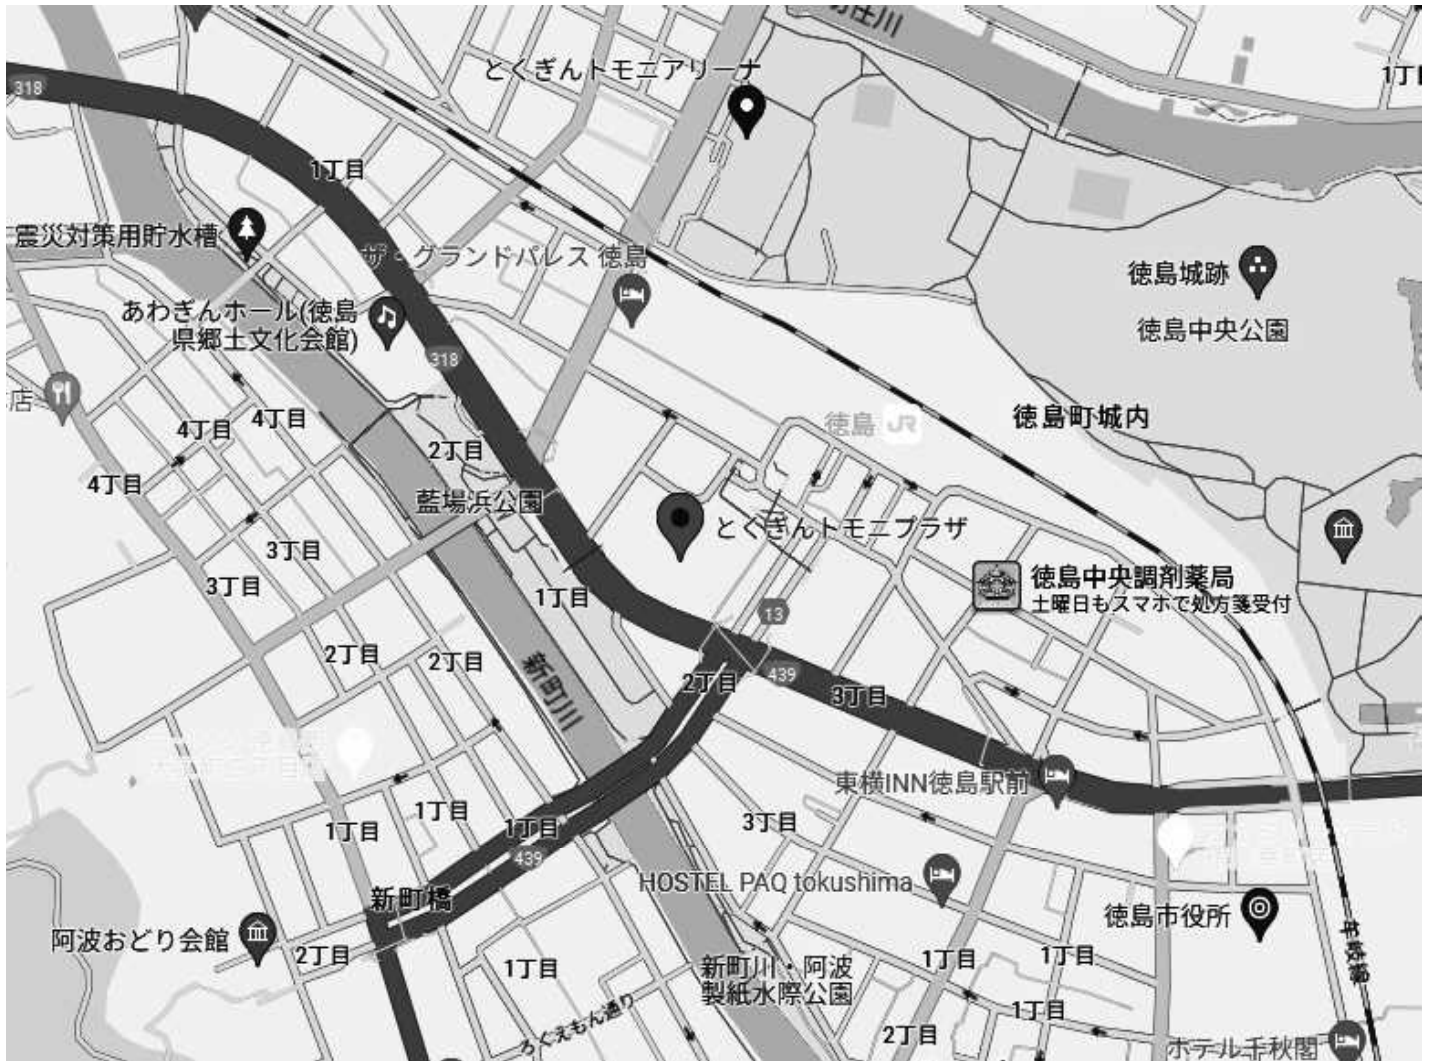 とくぎんトモニアリーナ
1丁
318
1丁目
震災対策用貯水槽
ザ・グランドパレス 徳島
徳島城跡
徳島中央公園
あわぎんホール(徳島
県郷土文化会館)
318
店
4丁目
4丁目
徳島 JR
徳島町城内
2丁目
4丁目
藍場浜公園
とくぎんトモニプラザ
3丁目
3丁目
1丁目
徳島中央調剤薬局
土曜日もスマホで処方箋受付
13
2丁目
2丁目
新町川
439
2丁目
3丁目
東横INN徳島駅前
1丁目
1丁目
1丁目
3丁目
439
HOSTEL PAQ tokushima
新町橋
徳島市役所
阿波おどり会館
2丁目
1丁目
新町川・阿波
製紙水際公園
1丁目
1丁目
牟岐線
ろくえもん通り
1丁目
2丁目
ホテル千秋閣